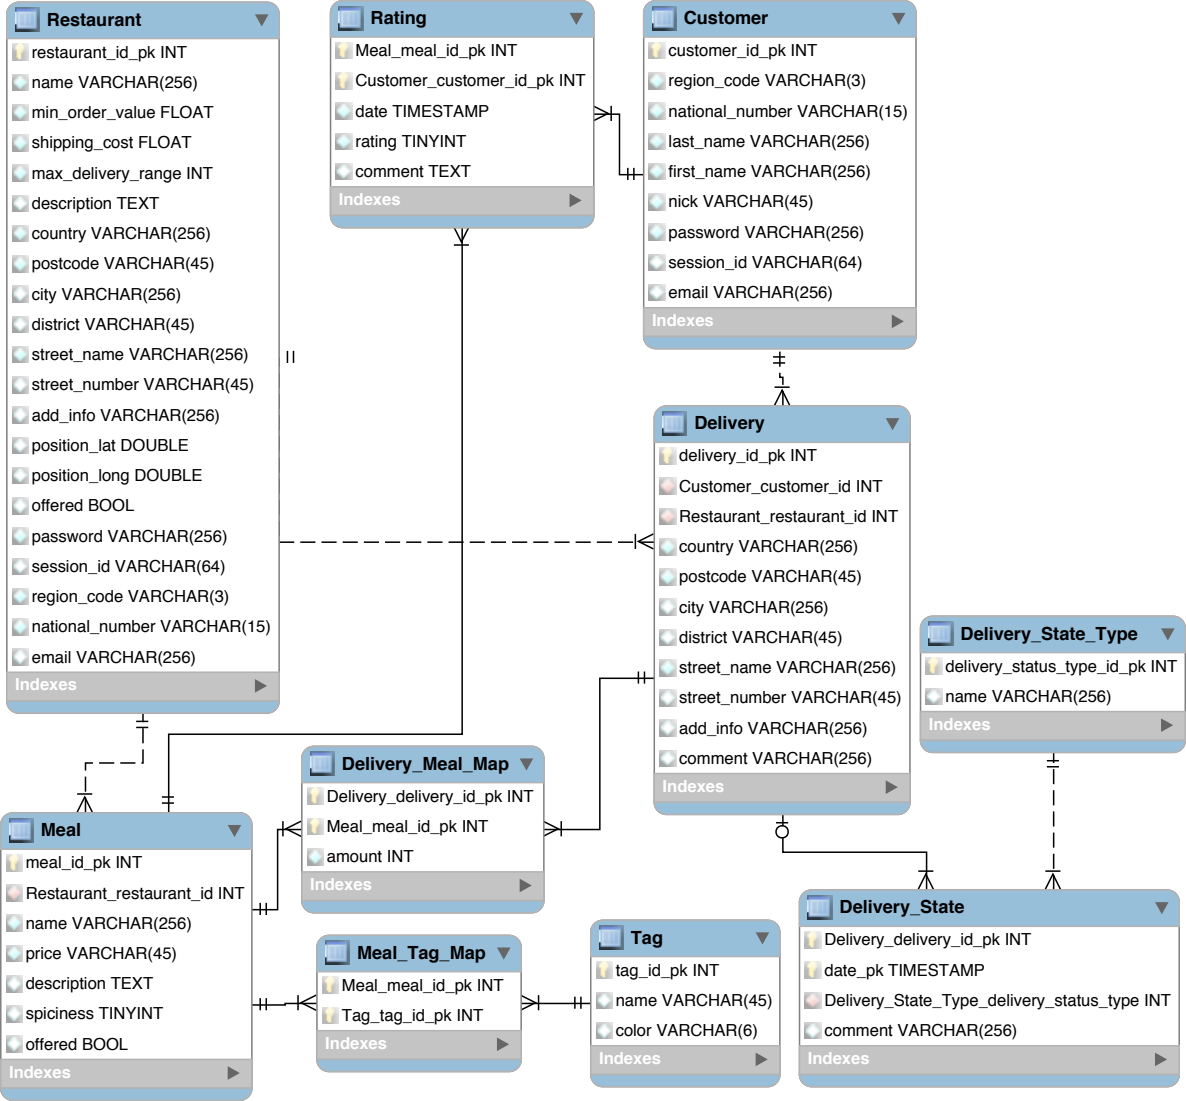 Restaurant
restaurant_id_pk INT
name VARCHAR(256)
min_order_value FLOAT
shipping_cost FLOAT
max_delivery_range INT
description TEXT
country VARCHAR(256)
postcode VARCHAR(45)
city VARCHAR(256)
district VARCHAR(45)
street_name VARCHAR(256)
street_number VARCHAR(45)
add_info VARCHAR(256)
position_lat DOUBLE
position_long DOUBLE
offered BOOL
password VARCHAR(256)
session_id VARCHAR(64)
region_code VARCHAR(3)
national_number VARCHAR(15)
email VARCHAR(256)
Indexes
Rating
Meal_meal_id_pk INT
Customer_customer_id_pk INT
date TIMESTAMP
rating TINYINT
comment TEXT
Indexes
Customer
customer_id_pk INT
region_code VARCHAR(3)
national_number VARCHAR(15)
last_name VARCHAR(256)
first_name VARCHAR(256)
nick VARCHAR(45)
password VARCHAR(256)
session_id VARCHAR(64)
email VARCHAR(256)
Indexes
Delivery
delivery_id_pk INT
Customer_customer_id INT
Restaurant_restaurant_id INT
country VARCHAR(256)
postcode VARCHAR(45)
city VARCHAR(256)
district VARCHAR(45)
street_name VARCHAR(256)
street_number VARCHAR(45)
add_info VARCHAR(256)
comment VARCHAR(256)
Indexes
Delivery_State_Type
delivery_status_type_id_pk INT
name VARCHAR(256)
Indexes
Delivery_Meal_Map
Delivery_delivery_id_pk INT
Meal_meal_id_pk INT
amount INT
Indexes
Meal
meal_id_pk INT
Restaurant_restaurant_id INT
name VARCHAR(256)
price VARCHAR(45)
description TEXT
spiciness TINYINT
offered BOOL
Indexes
Meal_Tag_Map
Meal_meal_id_pk INT
Tag_tag_id_pk INT
Indexes
Tag
tag_id_pk INT
name VARCHAR(45)
color VARCHAR(6)
Indexes
Delivery_State
Delivery_delivery_id_pk INT
date_pk TIMESTAMP
Delivery_State_Type_delivery_status_type INT
comment VARCHAR(256)
Indexes